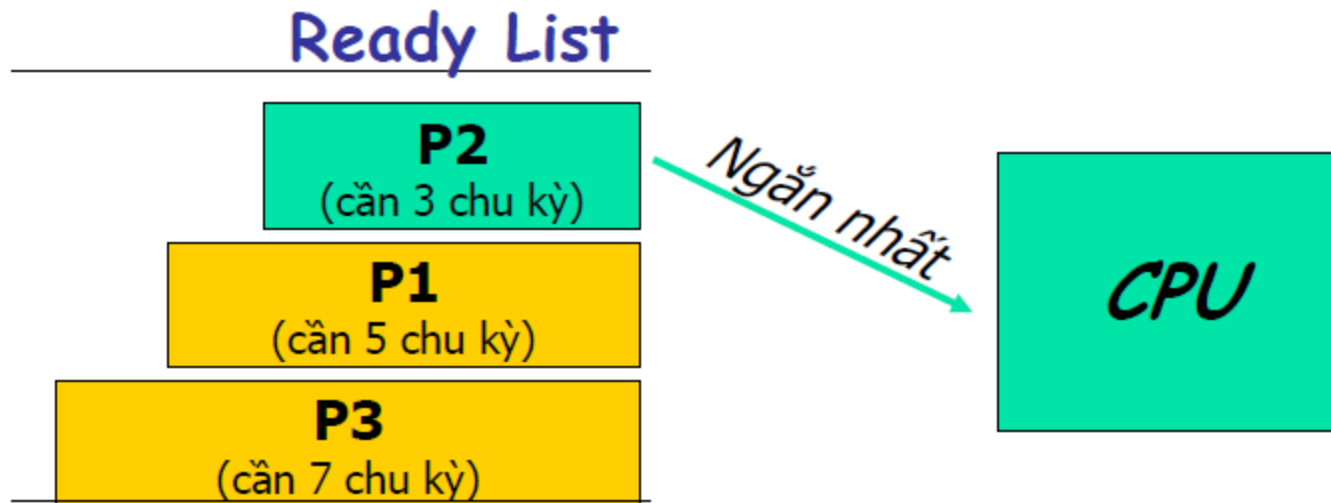 Ready List
P2
(cần 3 chu kỳ)
Ngắn nhất
P1
(cần 5 chu kỳ)
CPU
P3
(cần 7 chu kỳ)